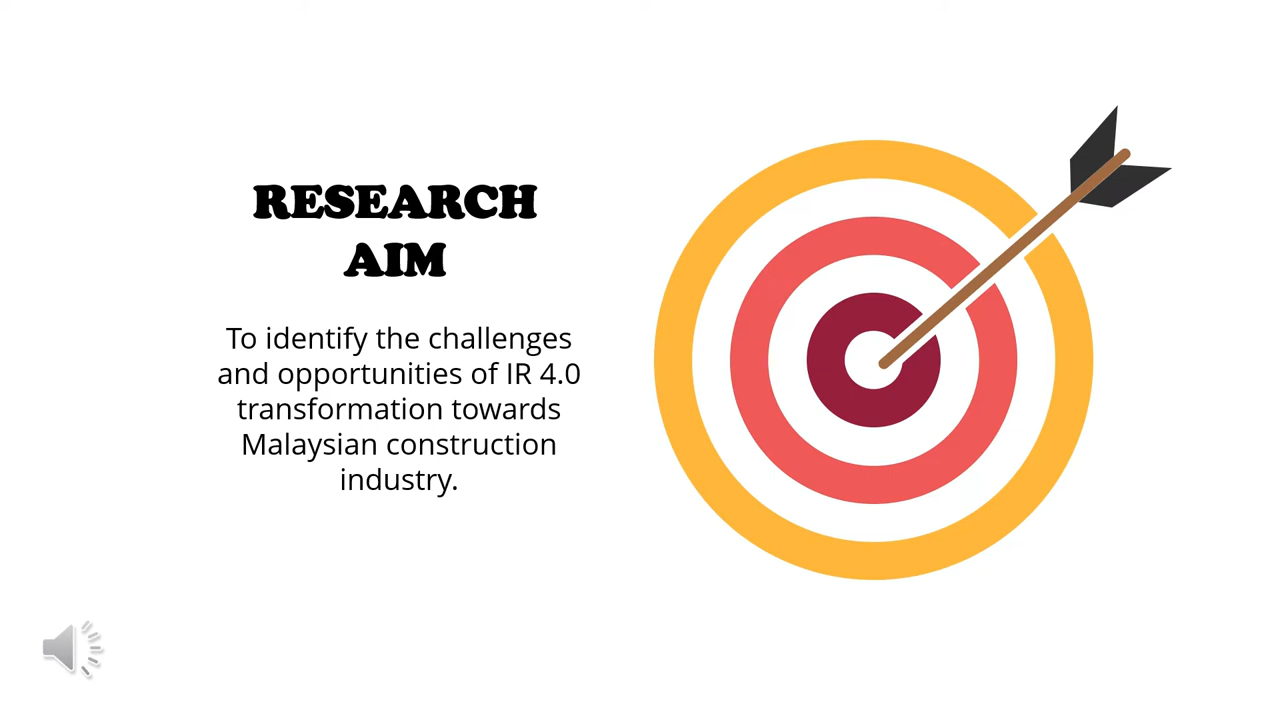 RESEARCH
AIM
To identify the challenges
and opportunities of IR 4.0
transformation towards
Malaysian construction
industry.